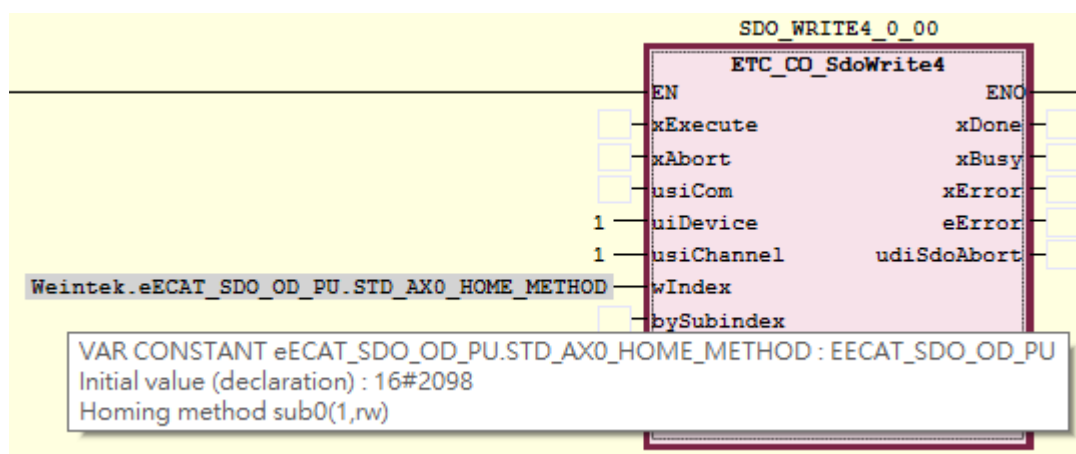 SDO_WRITE4_0_00
ETC_CO_SdoWrite4
EN ENO
xExecute xDone
xAbort xBusy
usiCom xError
1 uiDevice eError
1 usiChannel udiSdoAbort
Weintek.eECAT_SDO_OD_PU.STD_AX0_HOME_METHOD wIndex
bySubindex
VAR CONSTANT eECAT_SDO_OD_PU.STD_AX0_HOME_METHOD : EECAT_SDO_OD_PU
Initial value (declaration) : 16#2098
Homing method sub0(1,rw)